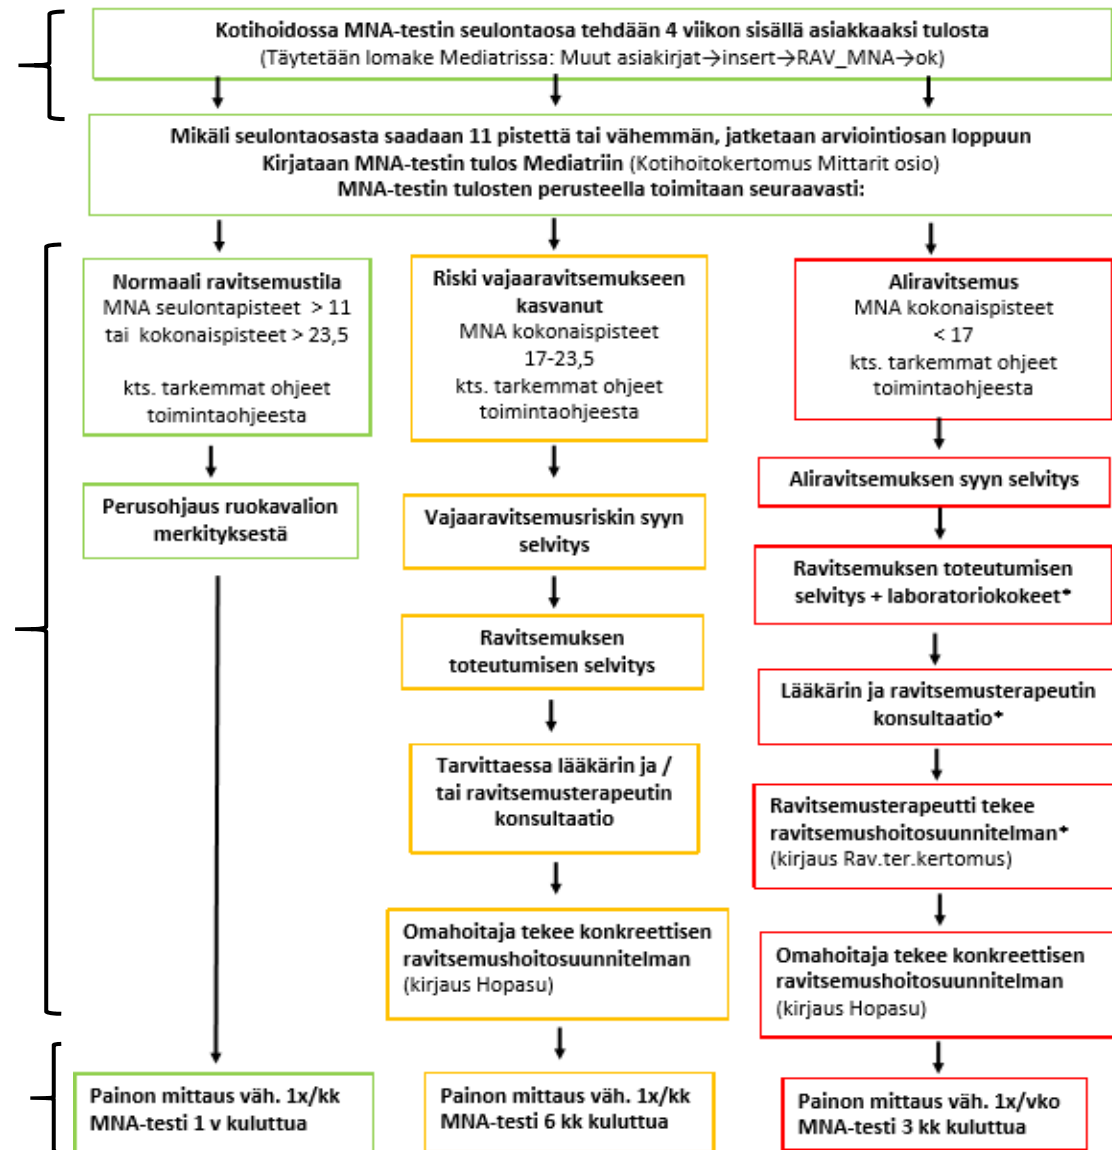 Kotihoidossa MNA-testin seulontaosa tehdään 4 viikon sisällä asiakkaaksi tulosta
(Täytetään lomake Mediatrissa: Muut asiakirjat→insert→RAV_MNA→ok)
Mikäli seulontaosasta saadaan 11 pistettä tai vähemmän, jatketaan arviointiosan loppuun
Kirjataan MNA-testin tulos Mediatriin (Kotihoitokertomus Mittarit osio)
MNA-testin tulosten perusteella toimitaan seuraavasti:
Normaali ravitsemustila
MNA seulontapisteet > 11
tai kokonaispisteet > 23,5
kts. tarkemmat ohjeet
toimintaohjeesta
Perusohjaus ruokavalion
merkityksestä
Painon mittaus väh. 1x/kk
MNA-testi 1 v kuluttua
Riski vajaaravitsemukseen
kasvanut
MNA kokonaispisteet
17-23,5
kts. tarkemmat ohjeet
toimintaohjeesta
Vajaaravitsemusriskin syyn
selvitys
Ravitsemuksen
toteutumisen selvitys
Tarvittaessa lääkärin ja /
tai ravitsemusterapeutin
konsultaatio
Omahoitaja tekee konkreettisen
ravitsemushoitosuunnitelman
(kirjaus Hopasu)
Painon mittaus väh. 1x/kk
MNA-testi 6 kk kuluttua
Aliravitsemus
MNA kokonaispisteet
< 17
kts. tarkemmat ohjeet
toimintaohjeesta
Aliravitsemuksen syyn selvitys
Ravitsemuksen toteutumisen
selvitys + laboratoriokokeet*
Lääkärin ja ravitsemusterapeutin
konsultaatio*
Ravitsemusterapeutti tekee
ravitsemushoitosuunnitelman*
(kirjaus Rav.ter.kertomus)
Omahoitaja tekee konkreettisen
ravitsemushoitosuunnitelman
(kirjaus Hopasu)
Painon mittaus väh. 1x/vko
MNA-testi 3 kk kuluttua